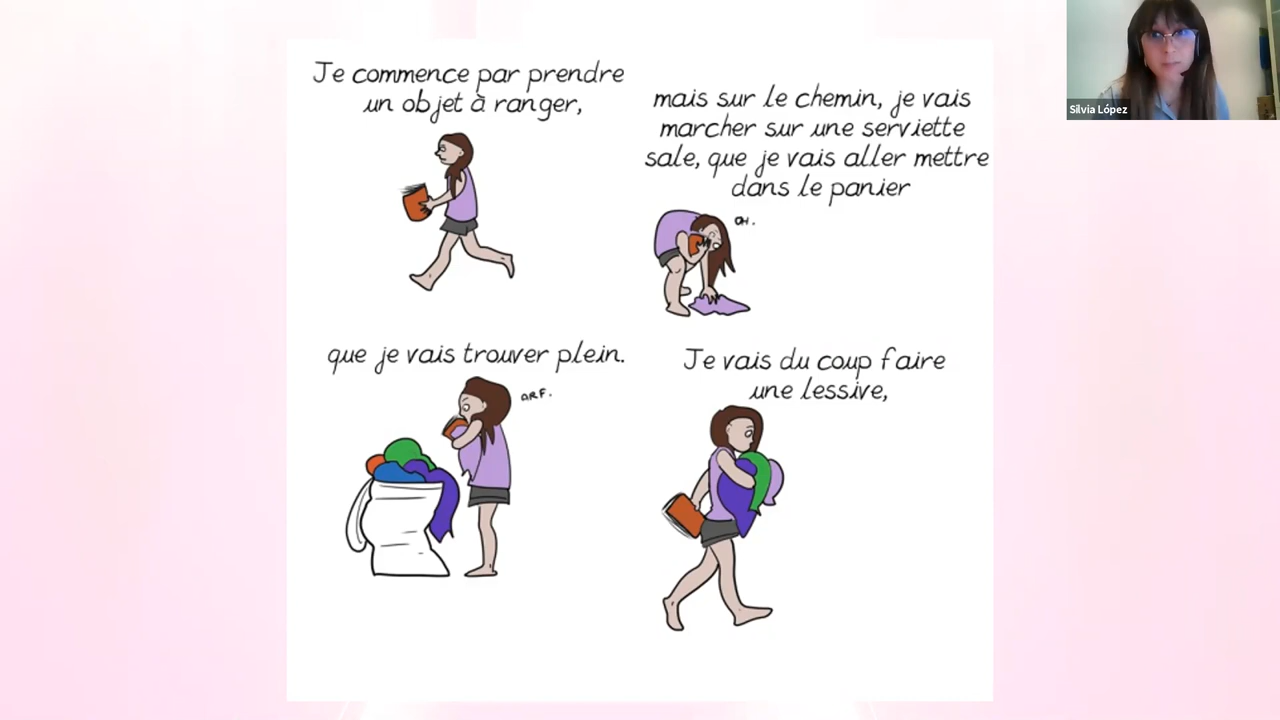 Je commence par prendre
un objet à ranger,
mais sur le chemin, je vais
marcher sur une serviette
sale, que je vais aller mettre
dans le panier
OH.
que je vais trouver plein.
ARF.
Je vais du coup faire
une lessive,
Silvia López